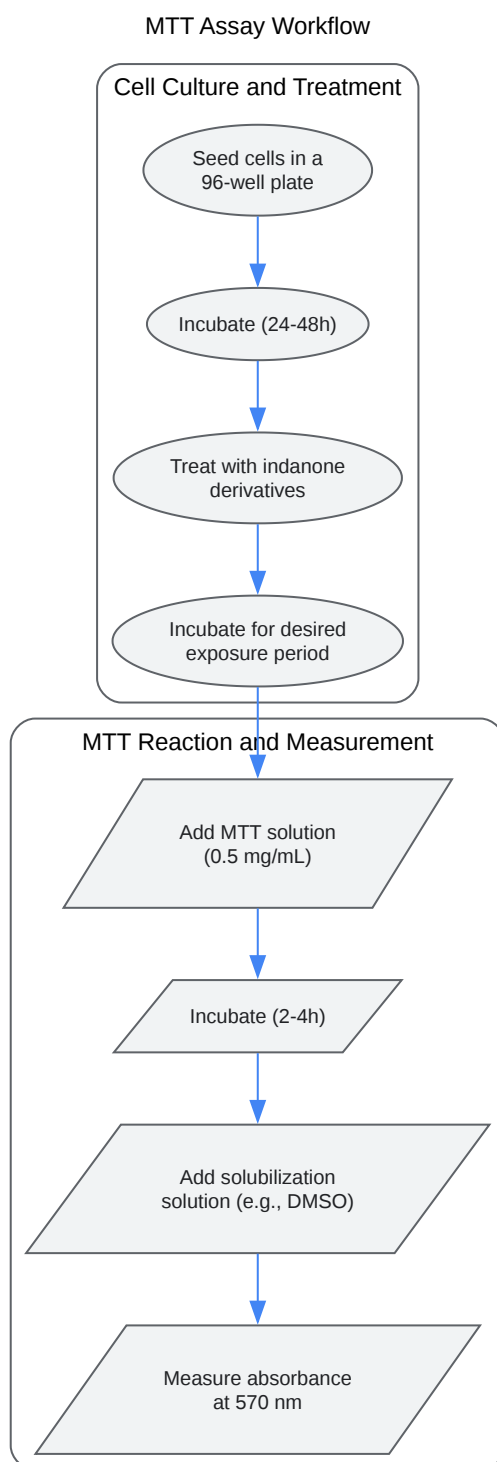 MTT Assay Workflow
Cell Culture and Treatment
Seed cells in a
96-well plate
Incubate (24-48h)
Treat with indanone
derivatives
Incubate for desired
exposure period
MTT Reaction and Measurement
Add MTT solution
(0.5 mg/mL)
Incubate (2-4h)
Add solubilization
solution (e.g., DMSO)
Measure absorbance
at 570 nm